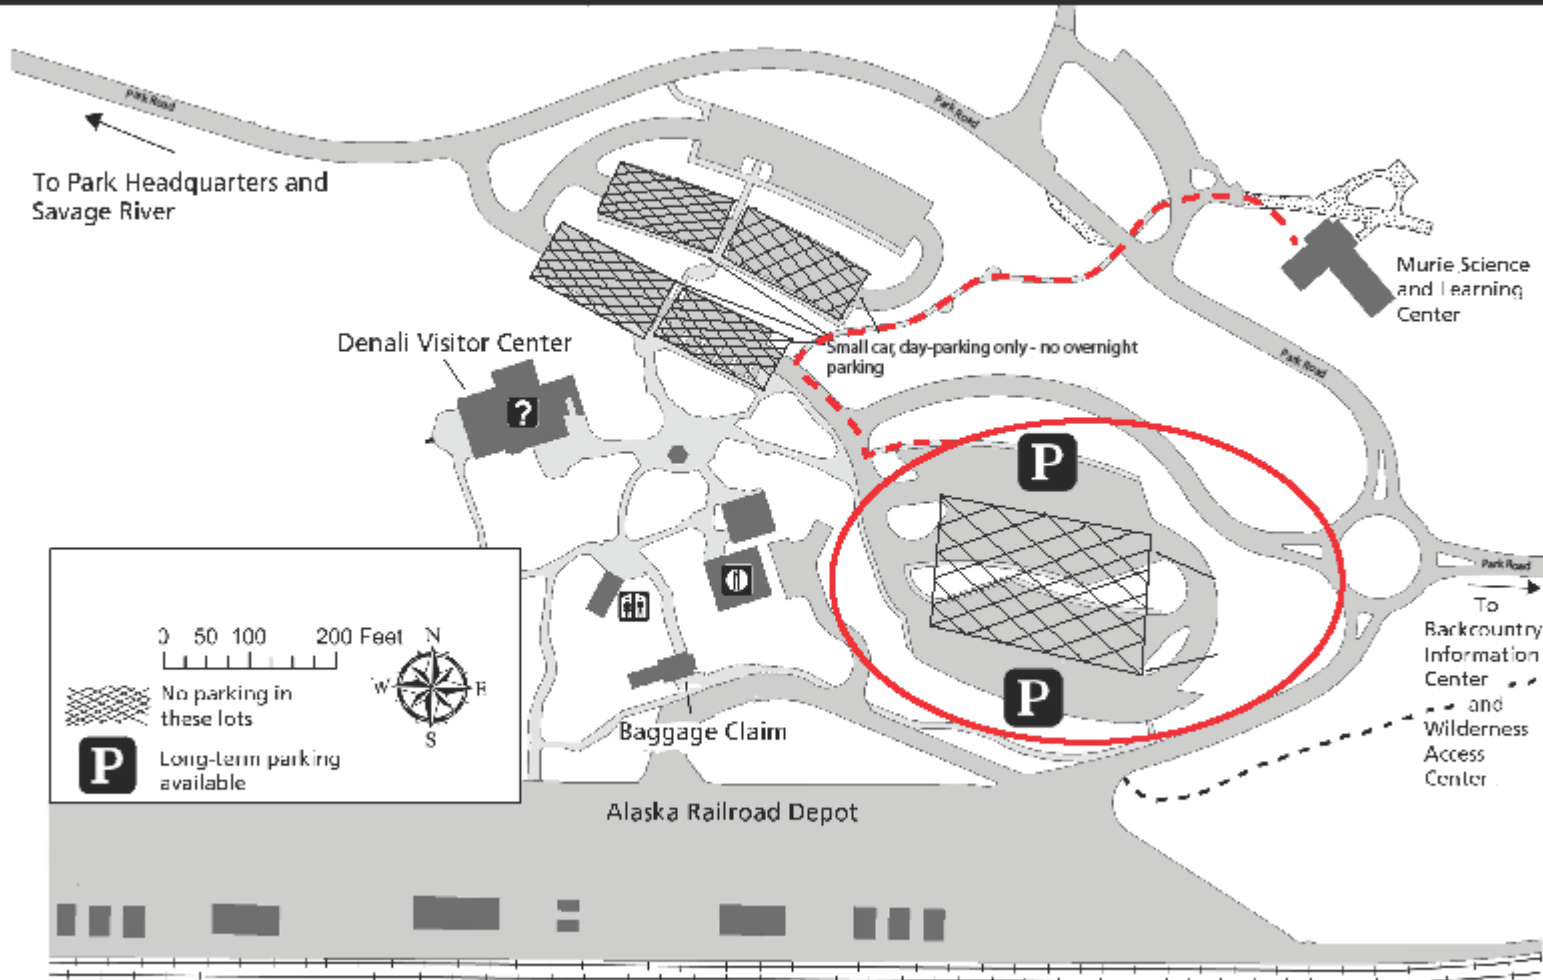 Park Road
Park Road
To Park Headquarters and
Savage River
Murie Science
and Learning
Center
Denali Visitor Center
Small car, day-parking only - no overnight
parking
Park Road
?
P
Park Road
To
Backcountry
Information
Center
and
Wilderness
Access
Center
0 50 100 200 Feet
N
W E
S
No parking in
these lots
P
Long-term parking
available
P
Baggage Claim
Alaska Railroad Depot